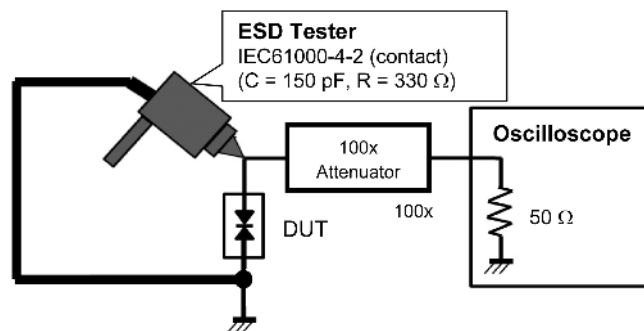 ESD Tester
IEC61000-4-2 (contact)
(C = 150 pF, R = 330 Ω)
Oscilloscope
100x
Attenuator
100x
50 Ω
DUT